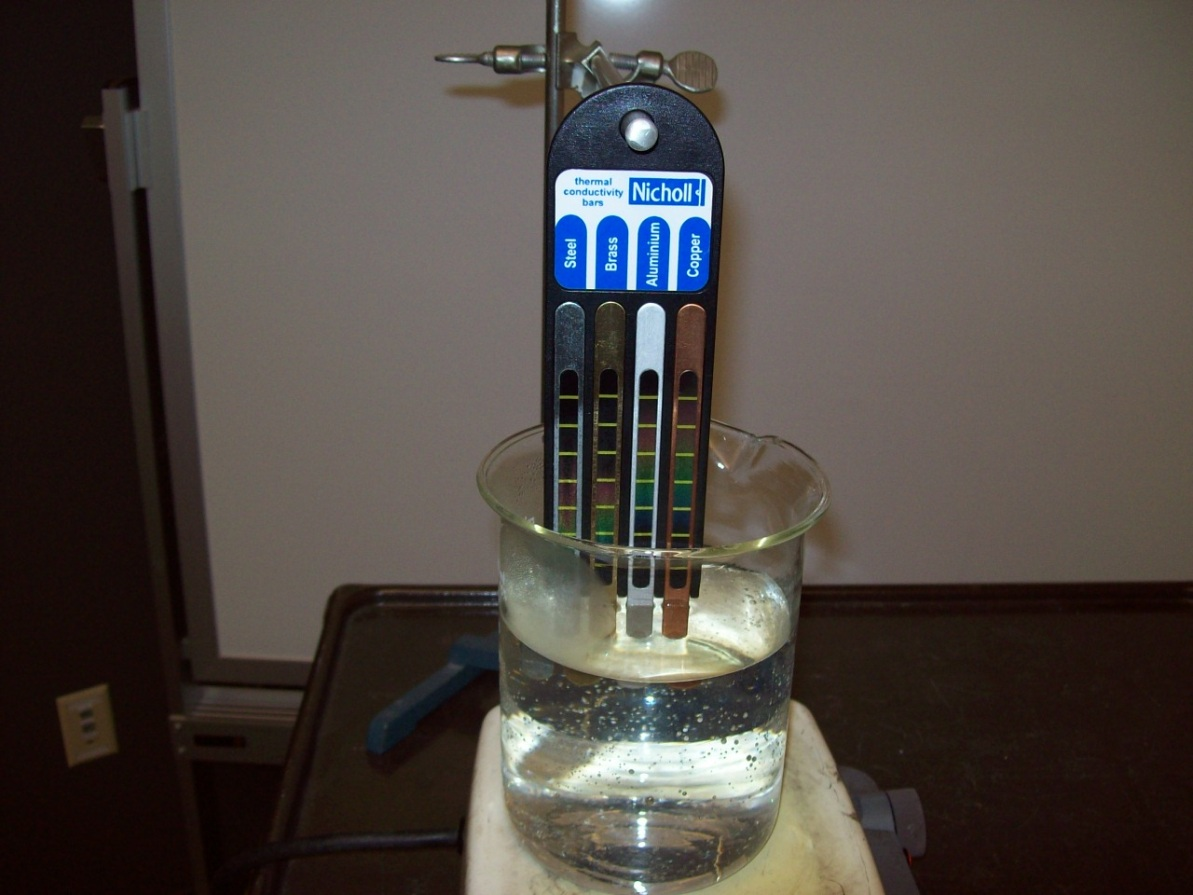 thermal
conductivity
bars
Nicholl
Steel
Brass
Aluminium
Copper